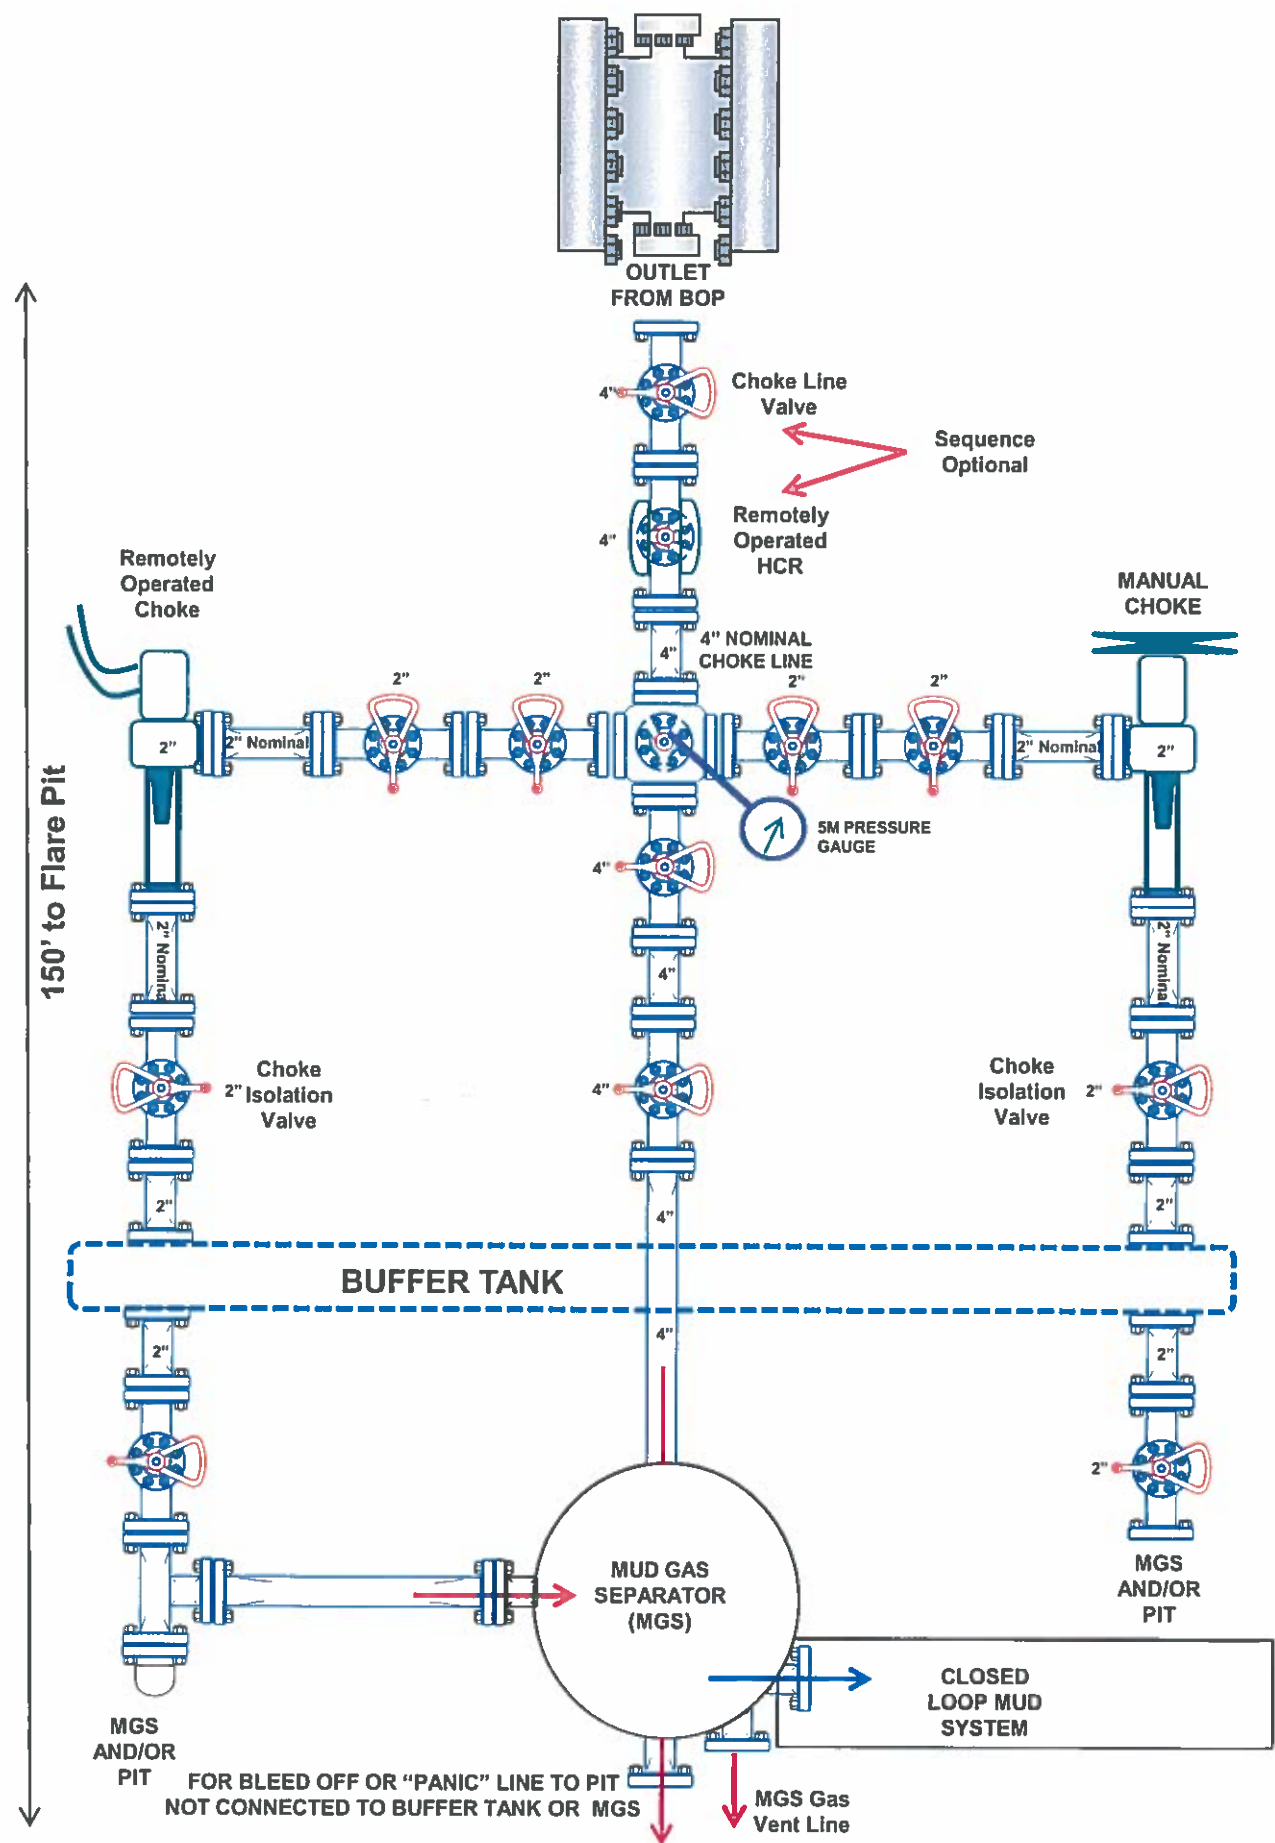 OUTLET
FROM BOP
4"
Choke Line
Valve
Sequence
Optional
4"
Remotely
Operated
HCR
Remotely
Operated
Choke
MANUAL
CHOKE
4"
4" NOMINAL
CHOKE LINE
2"
2"
2"
2"
2"
2" Nominal
2" Nominal
2"
5M PRESSURE
GAUGE
4"
150' to Flare Pit
2" Nominal
4"
2" Nominal
2"
Choke
Isolation
Valve
4"
Choke
Isolation
Valve
2"
2"
4"
2"
BUFFER TANK
2"
4"
2"
2"
MUD GAS
SEPARATOR
(MGS)
MGS
AND/OR
PIT
CLOSED
LOOP MUD
SYSTEM
MGS
AND/OR
PIT
FOR BLEED OFF OR "PANIC" LINE TO PIT
NOT CONNECTED TO BUFFER TANK OR MGS
MGS Gas
Vent Line